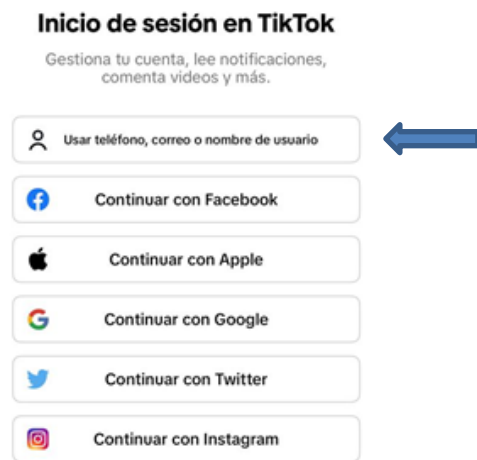 Inicio de sesión en TikTok
Gestiona tu cuenta, lee notificaciones,
comenta videos y más.
Usar teléfono, correo o nombre de usuario
Continuar con Facebook
Continuar con Apple
Continuar con Google
Continuar con Twitter
Continuar con Instagram